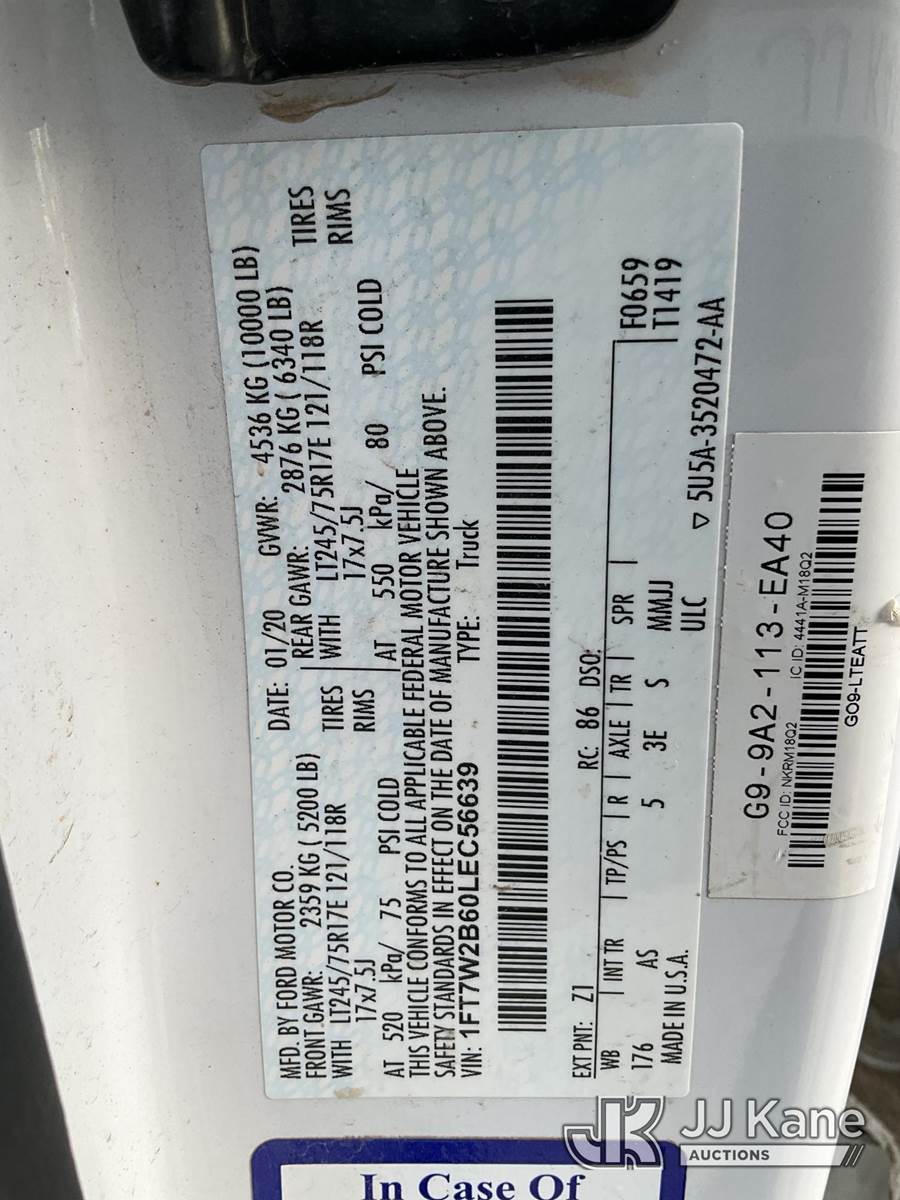 MFD. BY FORD MOTOR CO. DATE: 01/20 GVWR: 4536 KG (10000 LB)
FRONT GAWR: 2359 KG ( 5200 LB) REAR GAWR: 2876 KG ( 6340 LB)
WITH LT245/75R17E 121/118R TIRES WITH LT245/75R17E 121/118R TIRES
17x7.5J RIMS 17x7.5J RIMS
AT 520 kPa/ 75 PSI COLD AT 550 kPa/ 80 PSI COLD
THIS VEHICLE CONFORMS TO ALL APPLICABLE FEDERAL MOTOR VEHICLE
SAFETY STANDARDS IN EFFECT ON THE DATE OF MANUFACTURE SHOWN ABOVE.
VIN: 1FT7W2B60LEC56639 TYPE: Truck
EXT PNT: Z1 RC: 86 DSO:
WB INT TR TP/PS R AXLE TR SPR F0659
176 AS 5 3E S MMJJ T1419
MADE IN U.S.A. ULC
▽ 5U5A-3520472-AA
G9-9A2-113-EA40
FCC ID: NKRM18Q2 IC ID: 4441A-M18Q2
GO9-LTEATT
In Case Of
JK JJ Kane
AUCTIONS